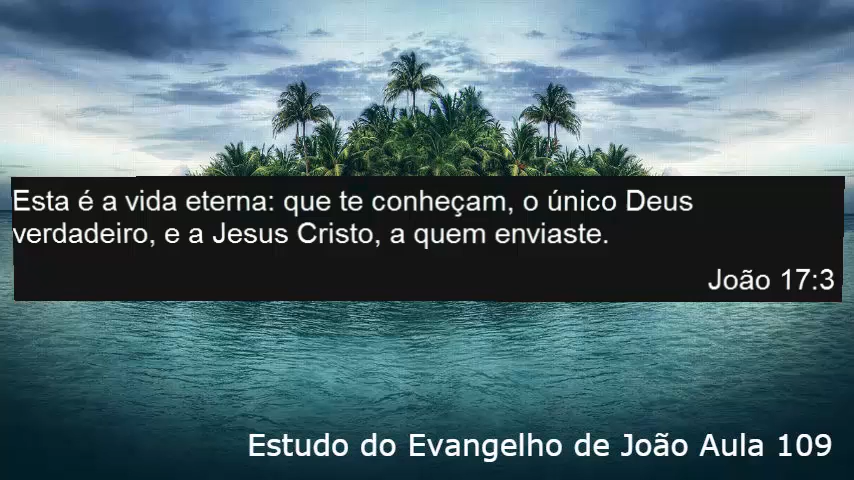 Esta é a vida eterna: que te conheçam, o único Deus
verdadeiro, e a Jesus Cristo, a quem enviaste.
João 17:3
Estudo do Evangelho de João Aula 109